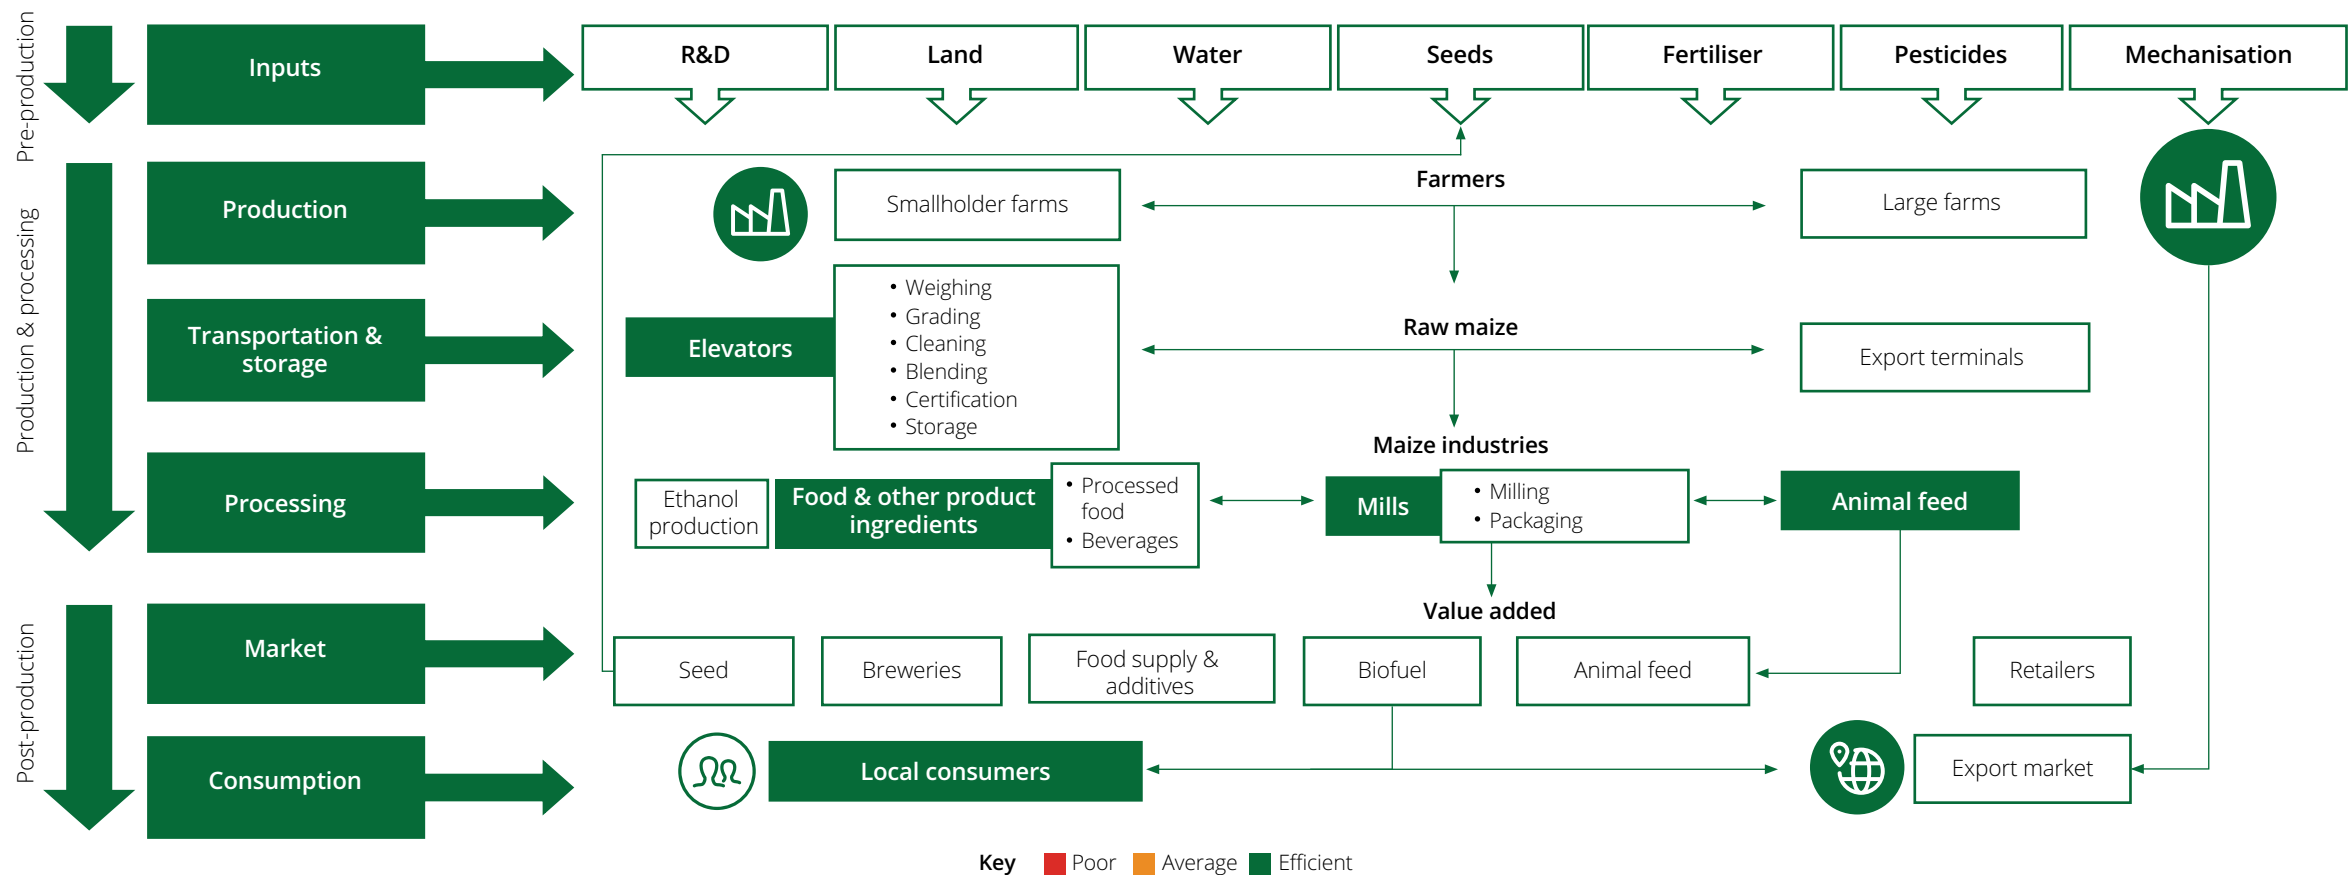 Pre-production
Inputs
R&D
Land
Water
Seeds
Fertiliser
Pesticides
Mechanisation
Production & processing
Production
Smallholder farms
Farmers
Large farms
Transportation &
storage
Elevators
• Weighing
• Grading
• Cleaning
• Blending
• Certification
• Storage
Raw maize
Export terminals
Maize industries
Processing
Ethanol
production
Food & other product
ingredients
• Processed
food
• Beverages
Mills
• Milling
• Packaging
Animal feed
Value added
Post-production
Market
Seed
Breweries
Food supply &
additives
Biofuel
Animal feed
Retailers
Consumption
Local consumers
Export market
Key
Poor
Average
Efficient